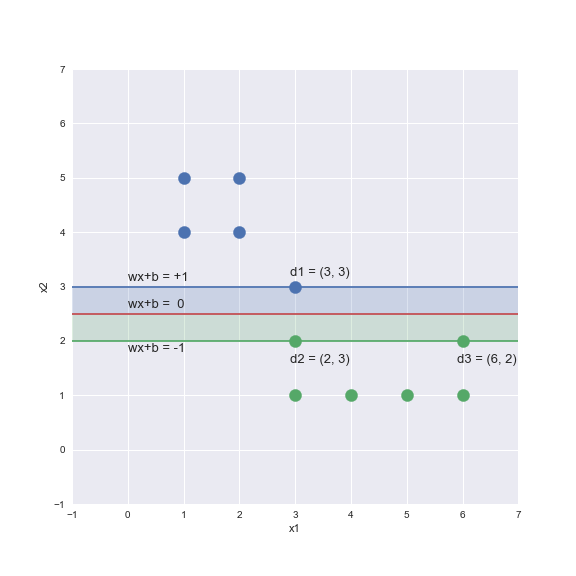 7
6
5
4
3
2
1
0
−1
x2
wx+b = +1
d1 = (3, 3)
wx+b =  0
wx+b = -1
d2 = (2, 3)
d3 = (6, 2)
−1 0 1 2 3 4 5 6 7
x1